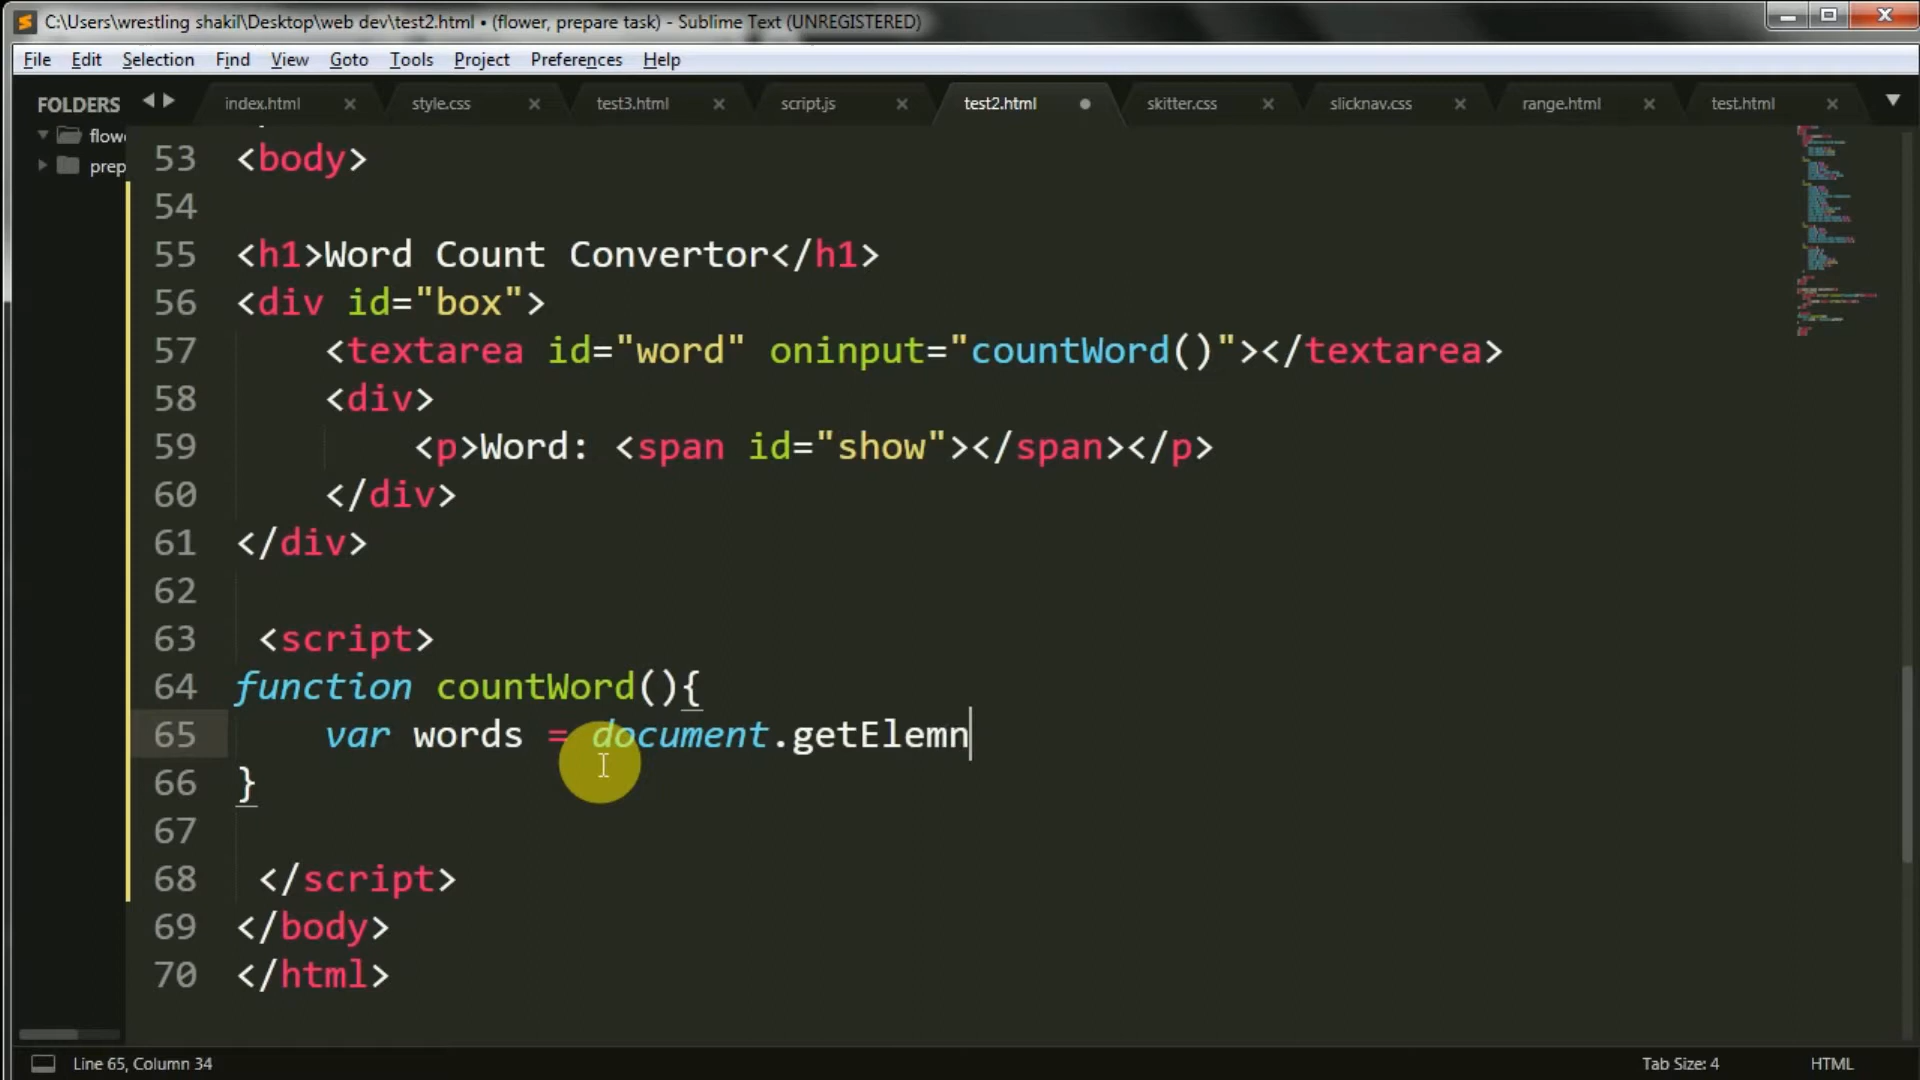 C:\Users\wrestling shakil\Desktop\web dev\test2.html • (flower, prepare task) - Sublime Text (UNREGISTERED)
File Edit Selection Find View Goto Tools Project Preferences Help
FOLDERS index.html style.css test3.html script.js test2.html skitter.css slicknav.css range.html test.html
flowe
prep
53 <body>
54
55 <h1>Word Count Convertor</h1>
56 <div id="box">
57 <textarea id="word" oninput="countWord()"></textarea>
58 <div>
59 <p>Word: <span id="show"></span></p>
60 </div>
61 </div>
62
63 <script>
64 function countWord(){
65 var words = document.getElemn
66 }
67
68 </script>
69 </body>
70 </html>
Line 65, Column 34 Tab Size: 4 HTML